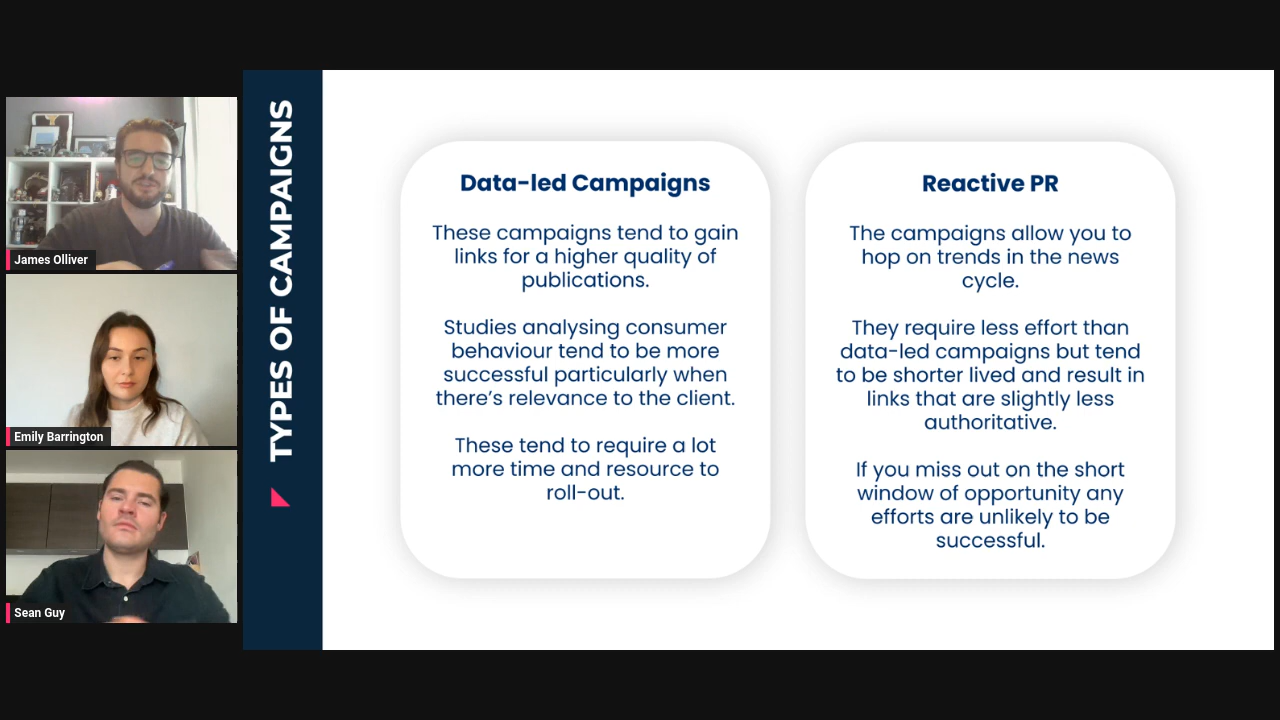 James Olliver
Emily Barrington
Sean Guy
TYPES OF CAMPAIGNS
Data-led Campaigns
These campaigns tend to gain
links for a higher quality of
publications.
Studies analysing consumer
behaviour tend to be more
successful particularly when
there's relevance to the client.
These tend to require a lot
more time and resource to
roll-out.
Reactive PR
The campaigns allow you to
hop on trends in the news
cycle.
They require less effort than
data-led campaigns but tend
to be shorter lived and result in
links that are slightly less
authoritative.
If you miss out on the short
window of opportunity any
efforts are unlikely to be
successful.